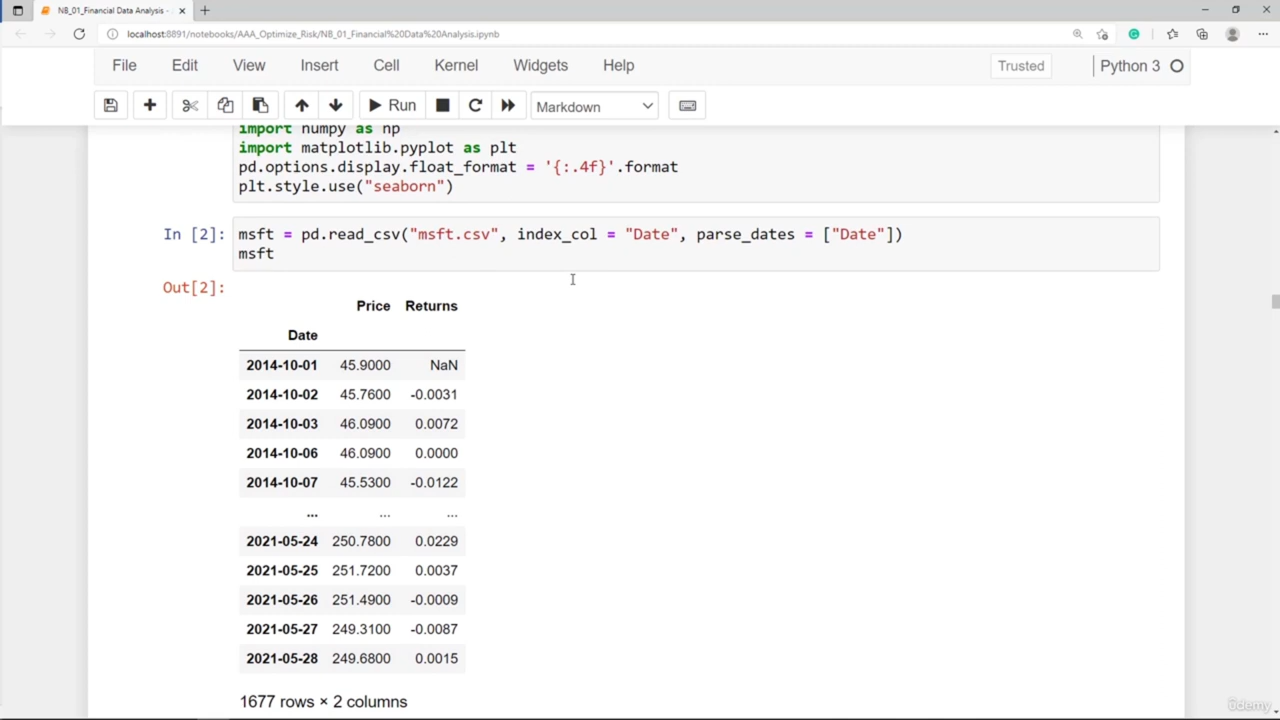 NB_01_Financial Data Analysis -
localhost:8891/notebooks/AAA_Optimize_Risk/NB_01_Financial%20Data%20Analysis.ipynb
File Edit View Insert Cell Kernel Widgets Help Trusted Python 3
Run Markdown
import numpy as np
import matplotlib.pyplot as plt
pd.options.display.float_format = '{:.4f}'.format
plt.style.use("seaborn")
In [2]: msft = pd.read_csv("msft.csv", index_col = "Date", parse_dates = ["Date"])
msft
Out[2]:
Price Returns
Date
2014-10-01 45.9000 NaN
2014-10-02 45.7600 -0.0031
2014-10-03 46.0900 0.0072
2014-10-06 46.0900 0.0000
2014-10-07 45.5300 -0.0122
... ... ...
2021-05-24 250.7800 0.0229
2021-05-25 251.7200 0.0037
2021-05-26 251.4900 -0.0009
2021-05-27 249.3100 -0.0087
2021-05-28 249.6800 0.0015
1677 rows × 2 columns
ûdemy